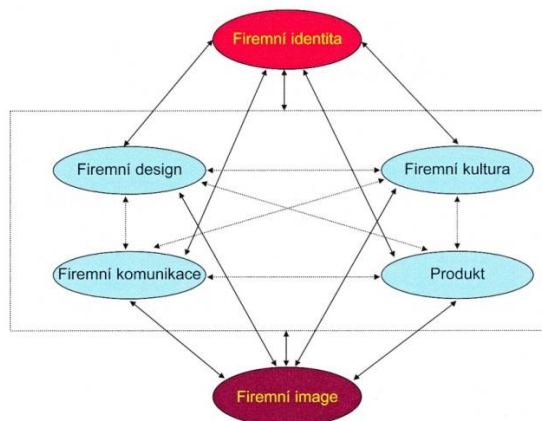 Firemní identita
Firemní design
Firemní kultura
Firemní komunikace
Produkt
Firemní image